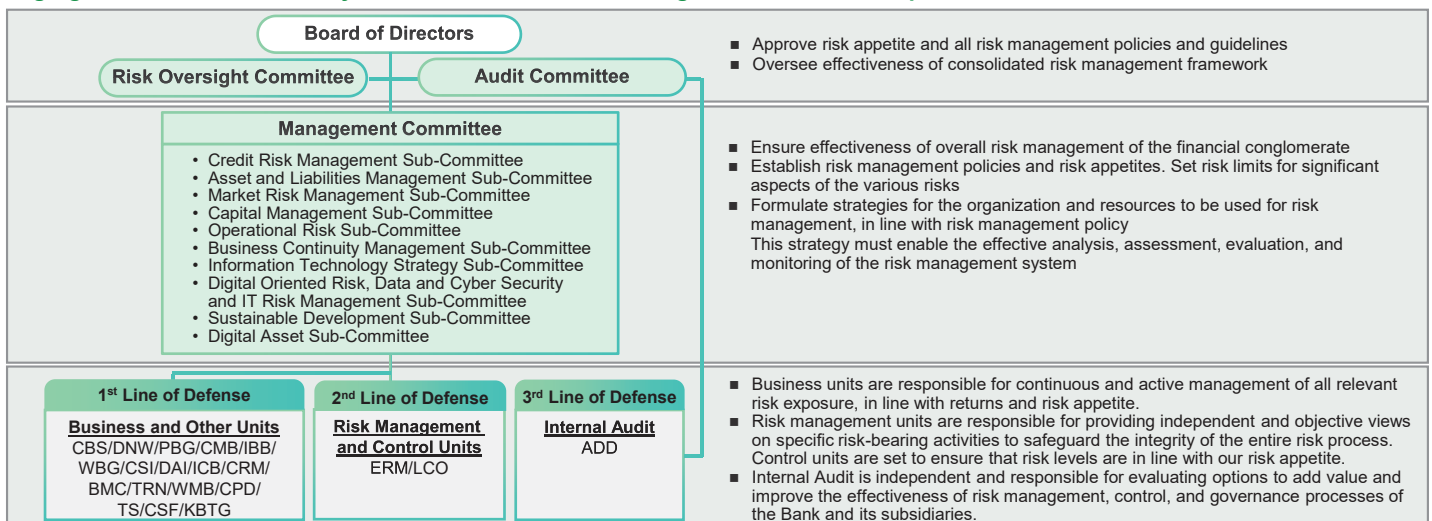 Board of Directors
Risk Oversight Committee
Audit Committee
■ Approve risk appetite and all risk management policies and guidelines
■ Oversee effectiveness of consolidated risk management framework
Management Committee
• Credit Risk Management Sub-Committee
• Asset and Liabilities Management Sub-Committee
• Market Risk Management Sub-Committee
• Capital Management Sub-Committee
• Operational Risk Sub-Committee
• Business Continuity Management Sub-Committee
• Information Technology Strategy Sub-Committee
• Digital Oriented Risk, Data and Cyber Security
and IT Risk Management Sub-Committee
• Sustainable Development Sub-Committee
• Digital Asset Sub-Committee
■ Ensure effectiveness of overall risk management of the financial conglomerate
■ Establish risk management policies and risk appetites. Set risk limits for significant
aspects of the various risks
■ Formulate strategies for the organization and resources to be used for risk
management, in line with risk management policy
This strategy must enable the effective analysis, assessment, evaluation, and
monitoring of the risk management system
1st Line of Defense
Business and Other Units
CBS/DNW/PBG/CMB/IBB/
WBG/CSI/DAI/ICB/CRM/
BMC/TRN/WMB/CPD/
TS/CSF/KBTG
2nd Line of Defense
Risk Management
and Control Units
ERM/LCO
3rd Line of Defense
Internal Audit
ADD
■ Business units are responsible for continuous and active management of all relevant
risk exposure, in line with returns and risk appetite.
■ Risk management units are responsible for providing independent and objective views
on specific risk-bearing activities to safeguard the integrity of the entire risk process.
Control units are set to ensure that risk levels are in line with our risk appetite.
■ Internal Audit is independent and responsible for evaluating options to add value and
improve the effectiveness of risk management, control, and governance processes of
the Bank and its subsidiaries.